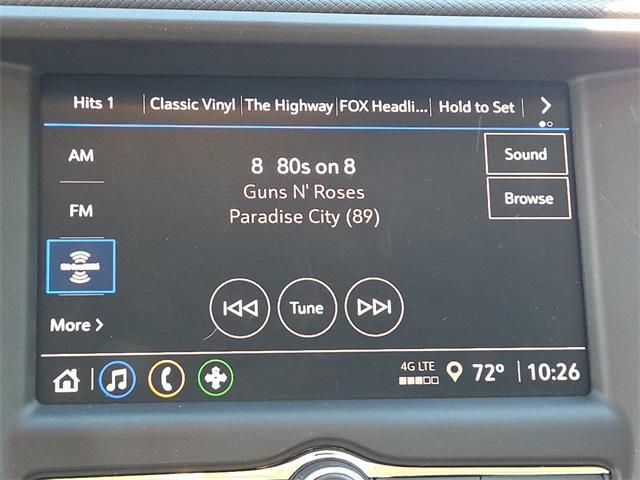 Hits 1 Classic Vinyl The Highway FOX Headli... Hold to Set
AM
8 80s on 8
Sound
Guns N' Roses
Browse
FM
Paradise City (89)
Tune
More
4G LTE
72° 10:26